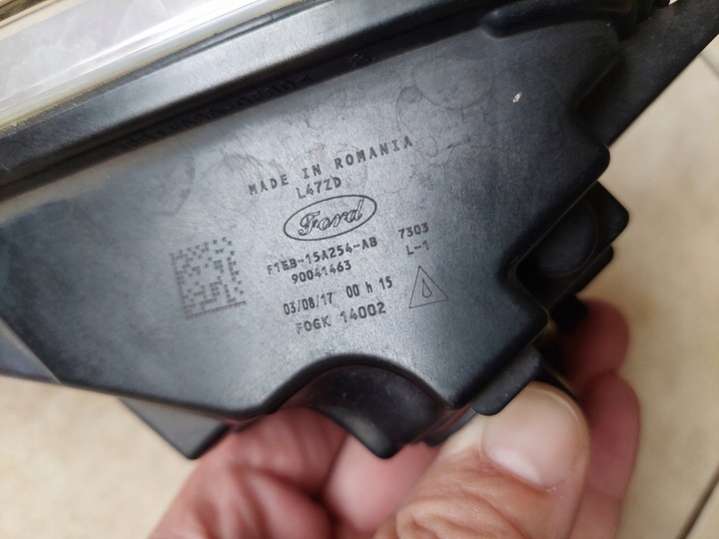 MADE IN ROMANIA
L47ZD
Ford
F1EB-15A254-AB 7303
90041463 L-1
03/08/17 00 h 15
FOGK 14002